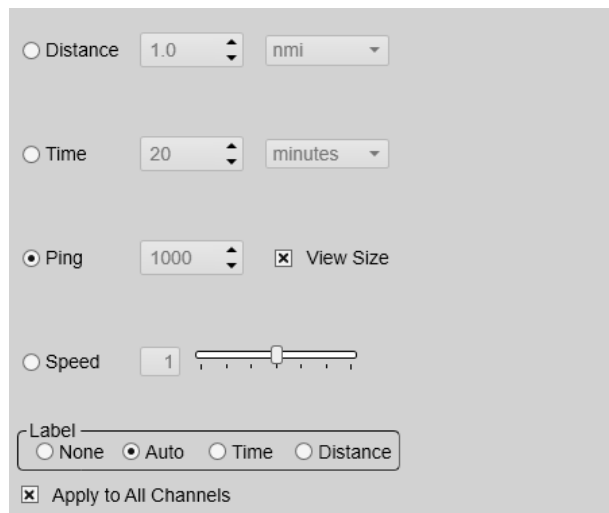 Distance 1.0 nmi
Time 20 minutes
Ping 1000 View Size
Speed 1
Label
None Auto Time Distance
Apply to All Channels